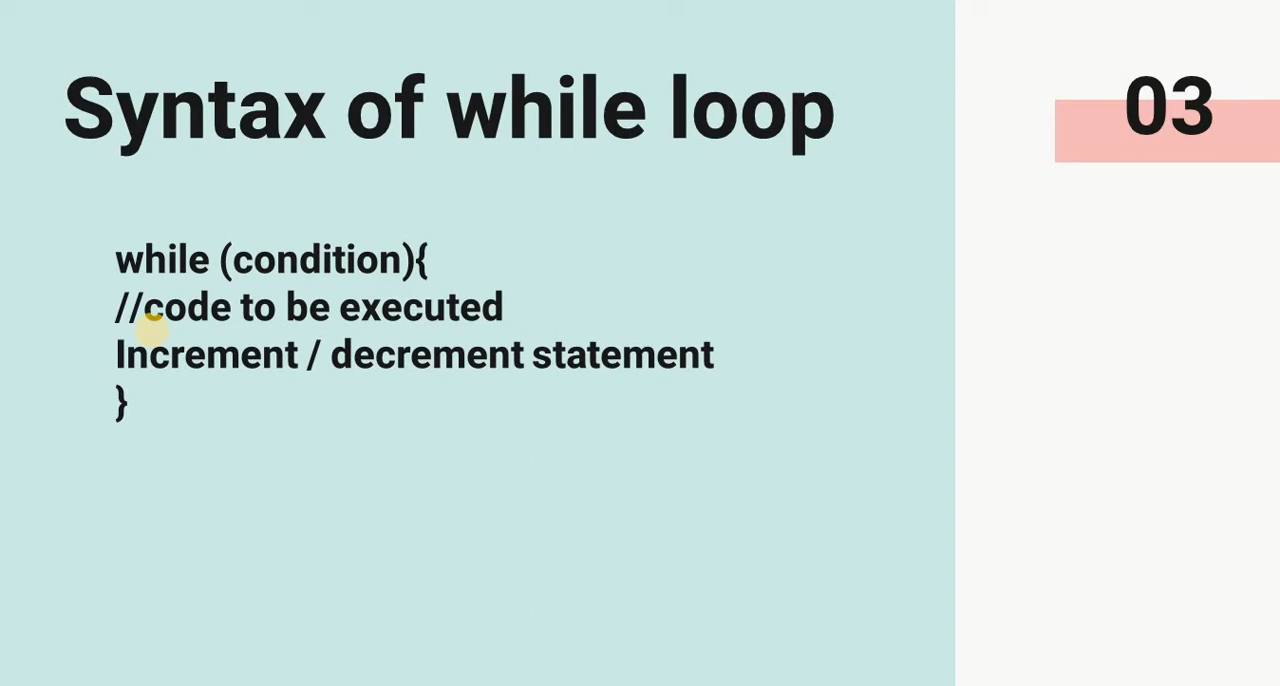 Syntax of while loop
03
while (condition){
//code to be executed
Increment / decrement statement
}